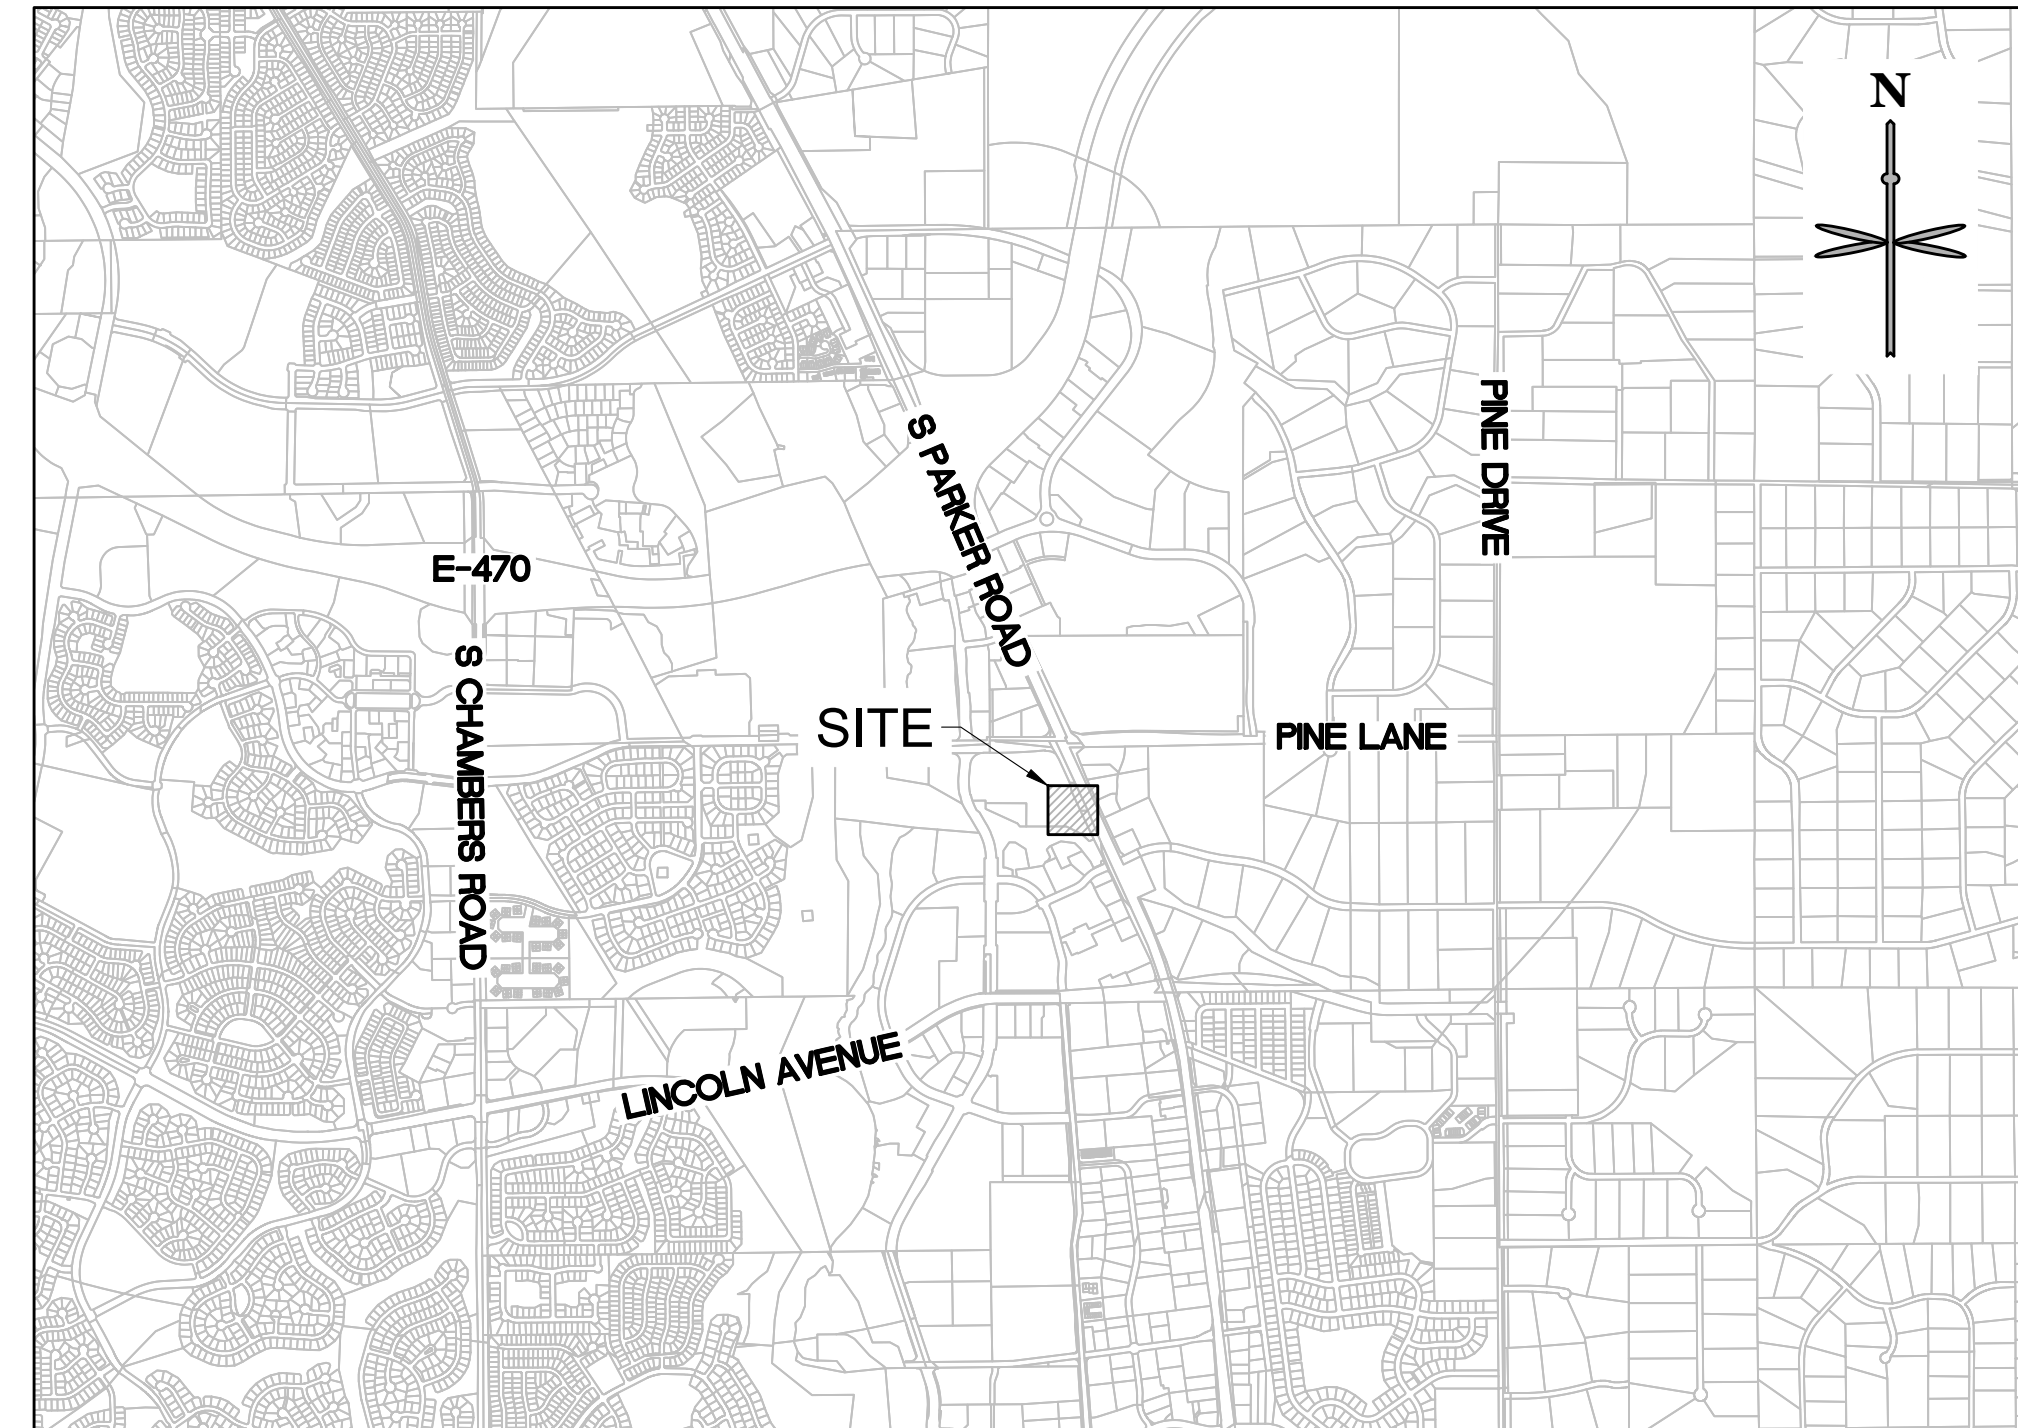 N
PINE DRIVE
S PARKER ROAD
E-470
S CHAMBERS ROAD
SITE
PINE LANE
LINCOLN AVENUE